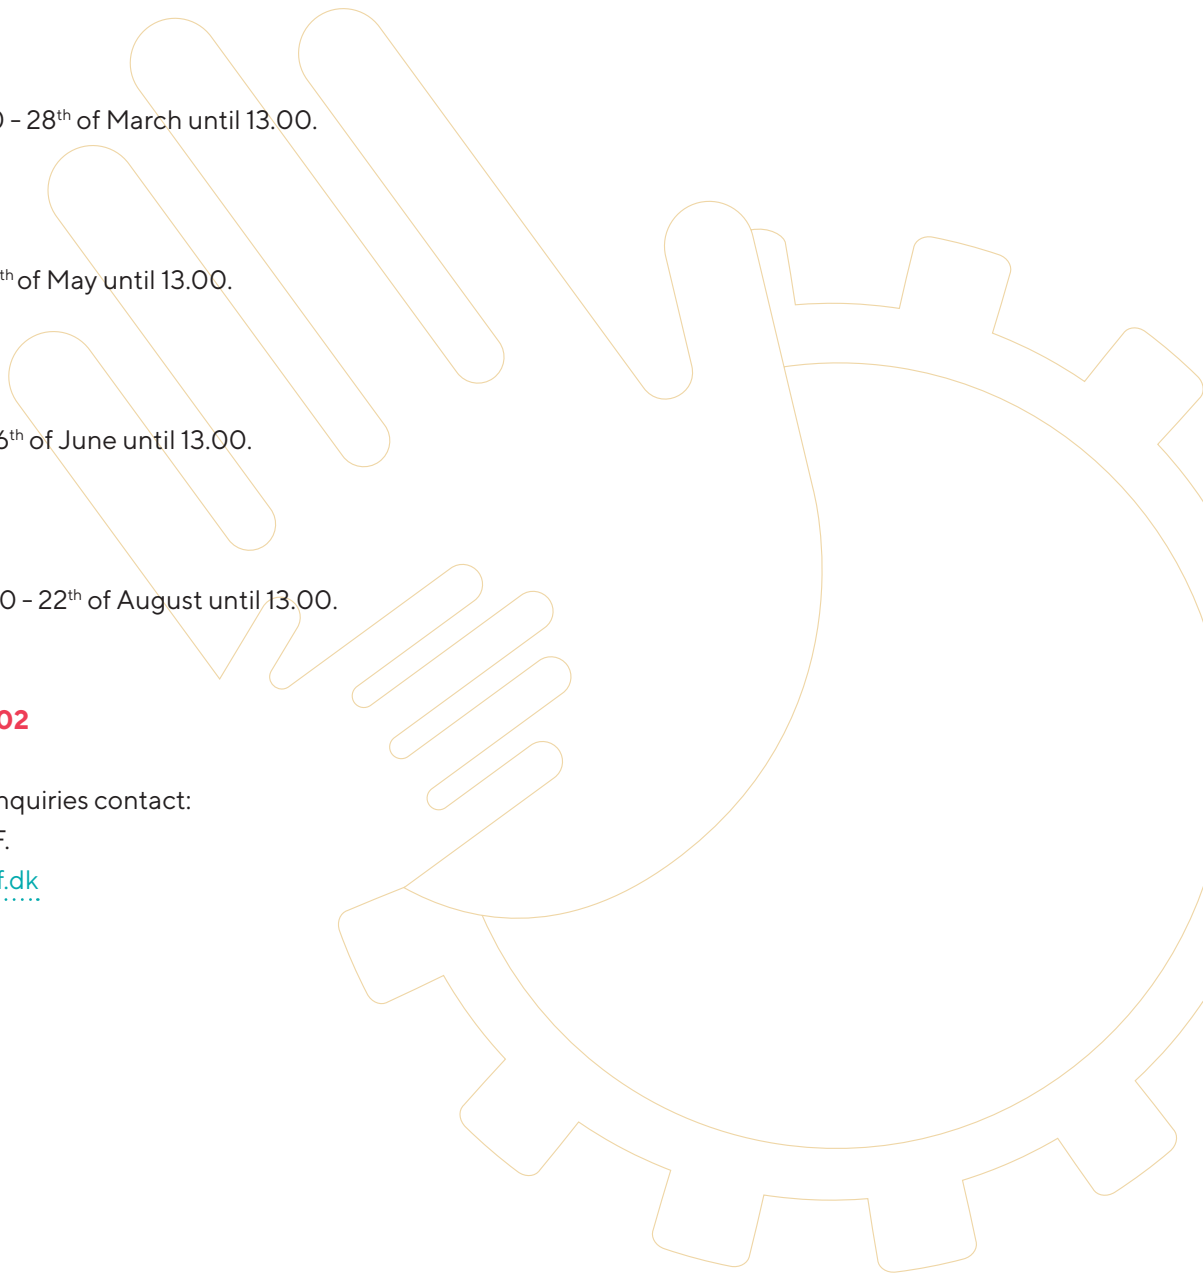 - 28th of March until 13.00.
th of May until 13.00.
6th of June until 13.00.
0 - 22th of August until 13.00.
02
nquiries contact:
F.
f.dk